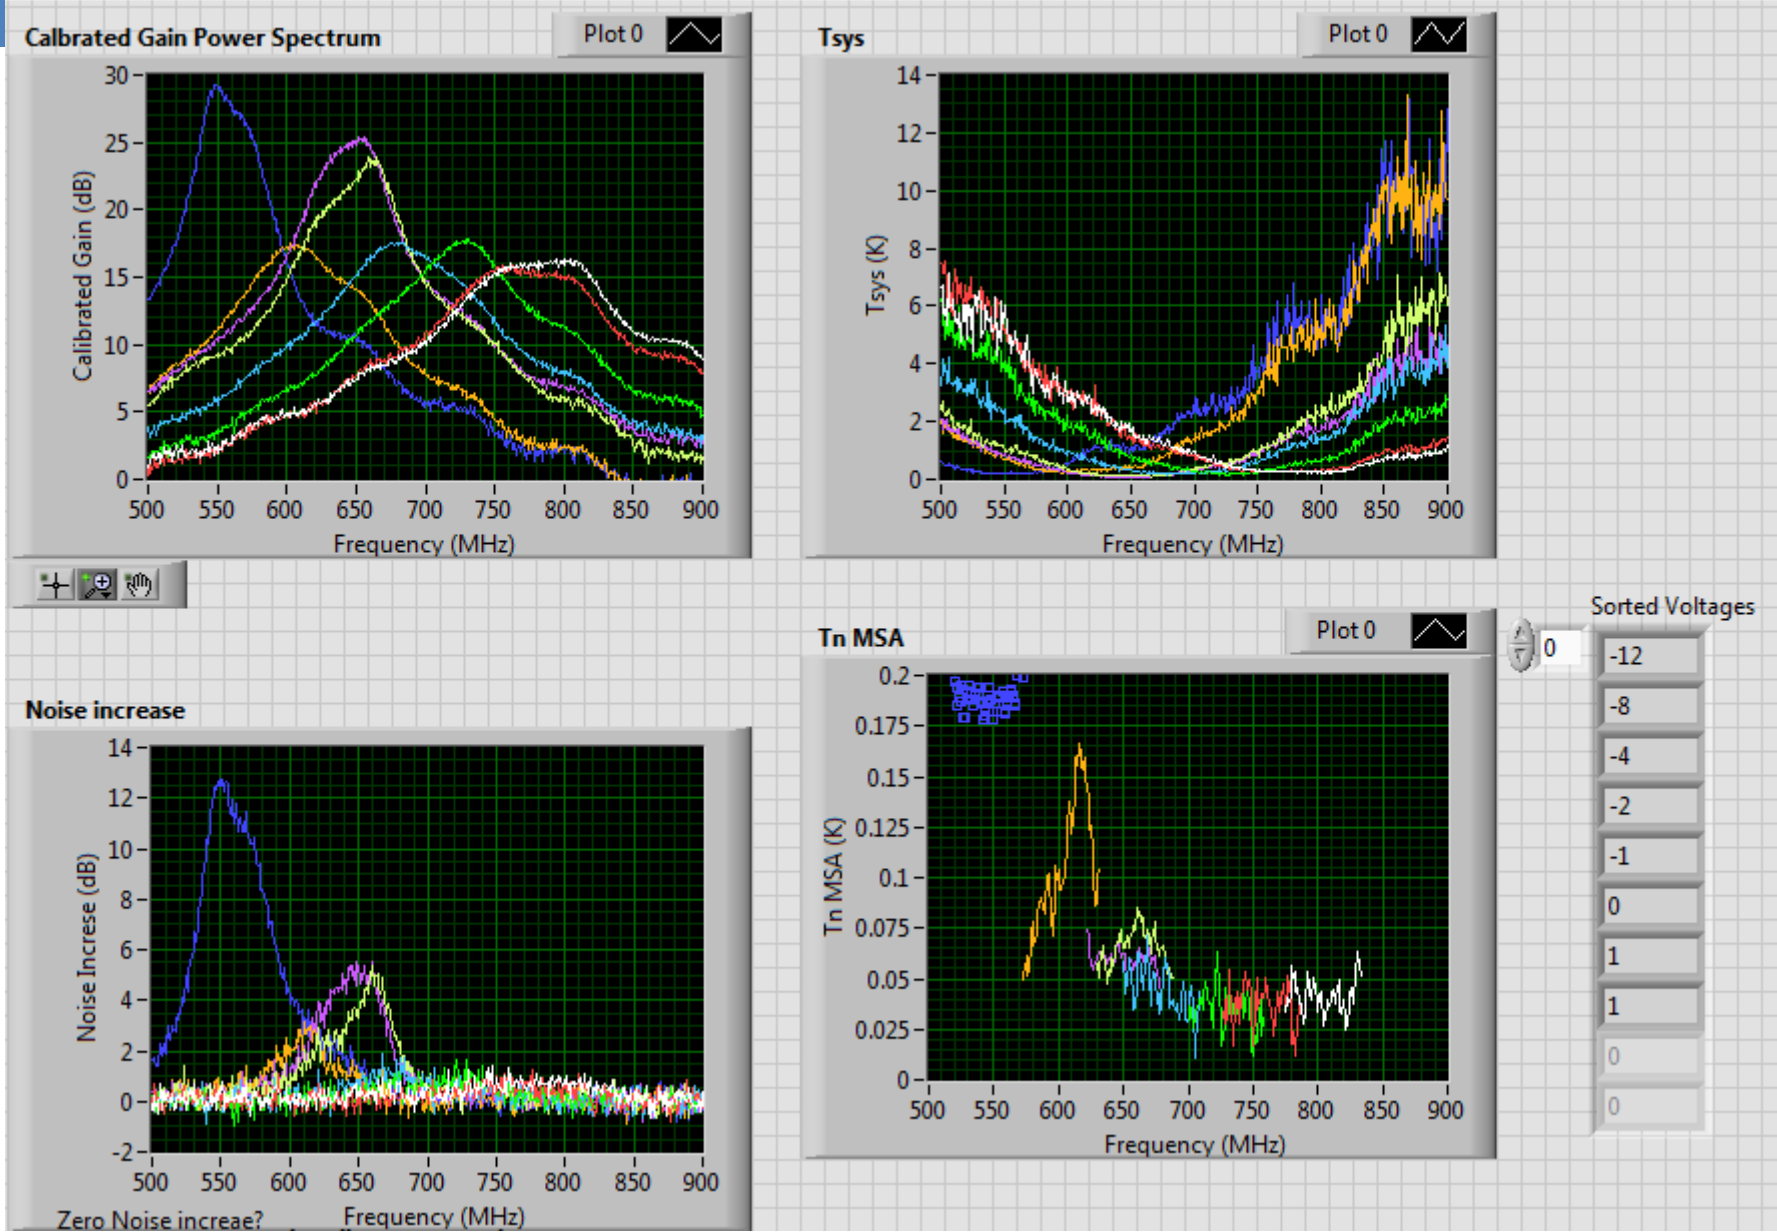 Calbrated Gain Power Spectrum
Plot 0
30
25
20
15
10
5
0
Calibrated Gain (dB)
500 550 600 650 700 750 800 850 900
Frequency (MHz)
Tsys
Plot 0
14
12
10
8
6
4
2
0
Tsys (K)
500 550 600 650 700 750 800 850 900
Frequency (MHz)
Noise increase
14
12
10
8
6
4
2
0
-2
Noise Increse (dB)
500 550 600 650 700 750 800 850 900
Frequency (MHz)
Zero Noise increae?
Tn MSA
Plot 0
0.2
0.175
0.15
0.125
0.1
0.075
0.05
0.025
0
Tn MSA (K)
500 550 600 650 700 750 800 850 900
Frequency (MHz)
Sorted Voltages
0
-12
-8
-4
-2
-1
0
1
1
0
0